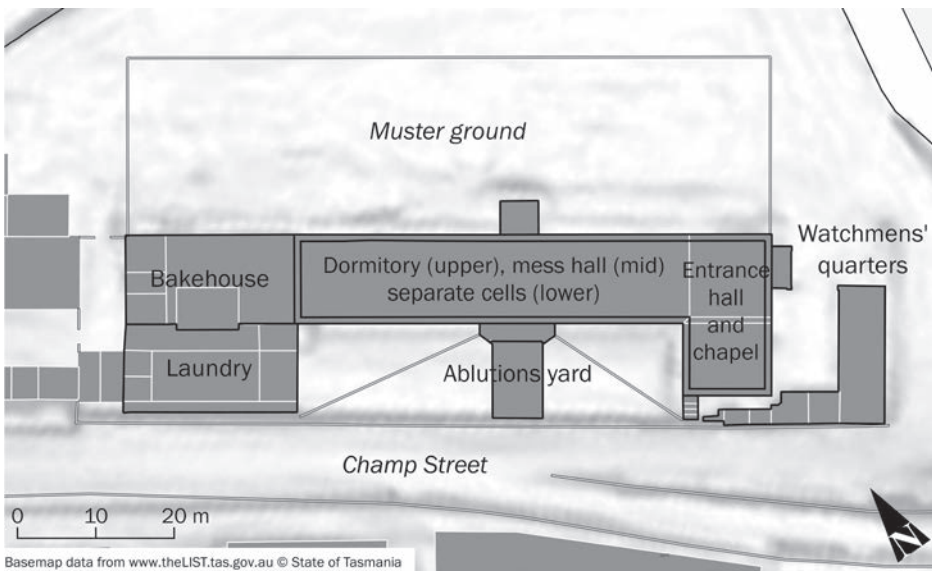 Muster ground
Watchmens'
quarters
Bakehouse
Dormitory (upper), mess hall (mid)
separate cells (lower)
Entrance
hall
and
chapel
Laundry
Ablutions yard
Champ Street
0 10 20 m
N
Basemap data from www.theLIST.tas.gov.au © State of Tasmania